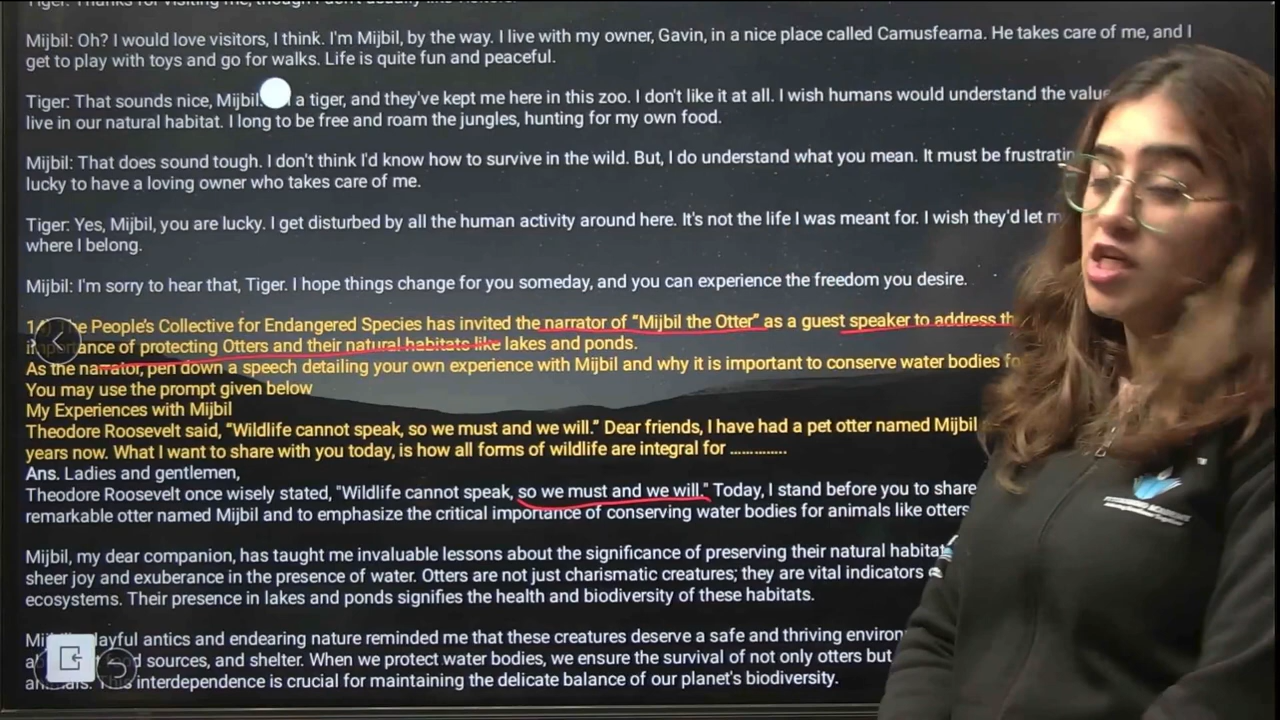 Mijbil: Oh? I would love visitors, I think. I'm Mijbil, by the way. I live with my owner, Gavin, in a nice place called Camusfearna. He takes care of me, and I
get to play with toys and go for walks. Life is quite fun and peaceful.
Tiger: That sounds nice, Mijbil. a tiger, and they've kept me here in this zoo. I don't like it at all. I wish humans would understand the value
live in our natural habitat. I long to be free and roam the jungles, hunting for my own food.
Mijbil: That does sound tough. I don't think I'd know how to survive in the wild. But, I do understand what you mean. It must be
lucky to have a loving owner who takes care of me.
Tiger: Yes, Mijbil, you are lucky. I get disturbed by all the human activity around here. It's not the life I was meant for. I wish they'd let
where I belong.
Mijbil: I'm sorry to hear that, Tiger. I hope things change for you someday, and you can experience the freedom you desire.
The People's Collective for Endangered Species has invited the narrator of "Mijbil the Otter" as a guest speaker to address
of protecting Otters and their natural habitats like lakes and ponds.
As the narrator, pen down a speech detailing your own experience with Mijbil and why it is important to conserve water bodies
You may use the prompt given below
My Experiences with Mijbil
Theodore Roosevelt said, “Wildlife cannot speak, so we must and we will.” Dear friends, I have had a pet otter named Mijbil
years now. What I want to share with you today, is how all forms of wildlife are integral for ..............
Ans. Ladies and gentlemen,
Theodore Roosevelt once wisely stated, "Wildlife cannot speak, so we must and we will." Today, I stand before you to share
remarkable otter named Mijbil and to emphasize the critical importance of conserving water bodies for animals like otters
Mijbil, my dear companion, has taught me invaluable lessons about the significance of preserving their natural
sheer joy and exuberance in the presence of water. Otters are not just charismatic creatures; they are vital indicators
ecosystems. Their presence in lakes and ponds signifies the health and biodiversity of these habitats.
antics and endearing nature reminded me that these creatures deserve a safe and thriving
sources, and shelter. When we protect water bodies, we ensure the survival of not only otters but
interdependence is crucial for maintaining the delicate balance of our planet's biodiversity.